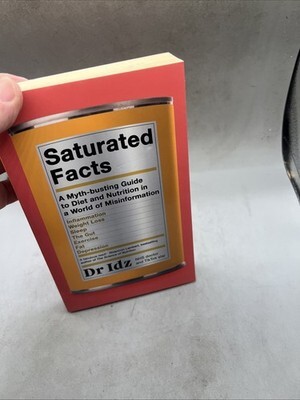 Saturated
Facts
A Myth-busting Guide
to Diet and Nutrition in
a World of Misinformation
Inflammation
Weight Loss
Sleep
The Gut
Exercise
Fat
Depression
Dr Idz